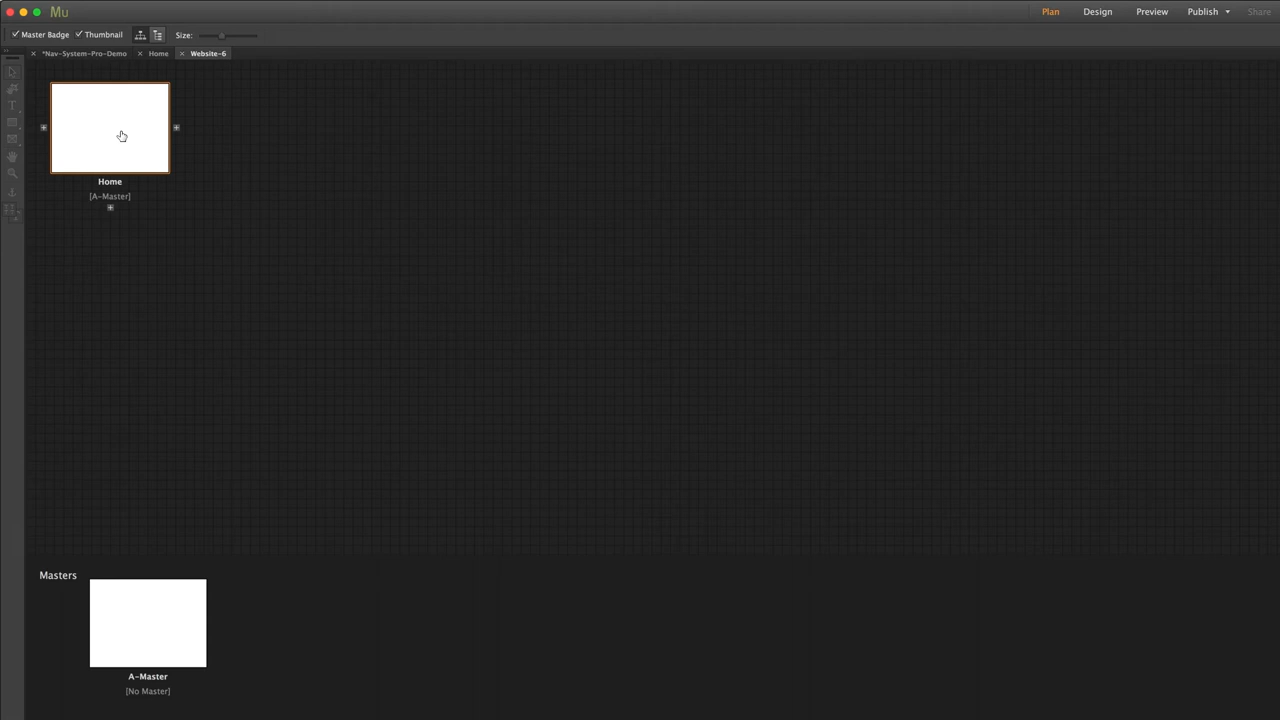 Mu Plan Design Preview Publish Share
Master Badge Thumbnail Size:
*Nav-System-Pro-Demo Home Website-6
T
Home
[A-Master]
Masters
A-Master
[No Master]